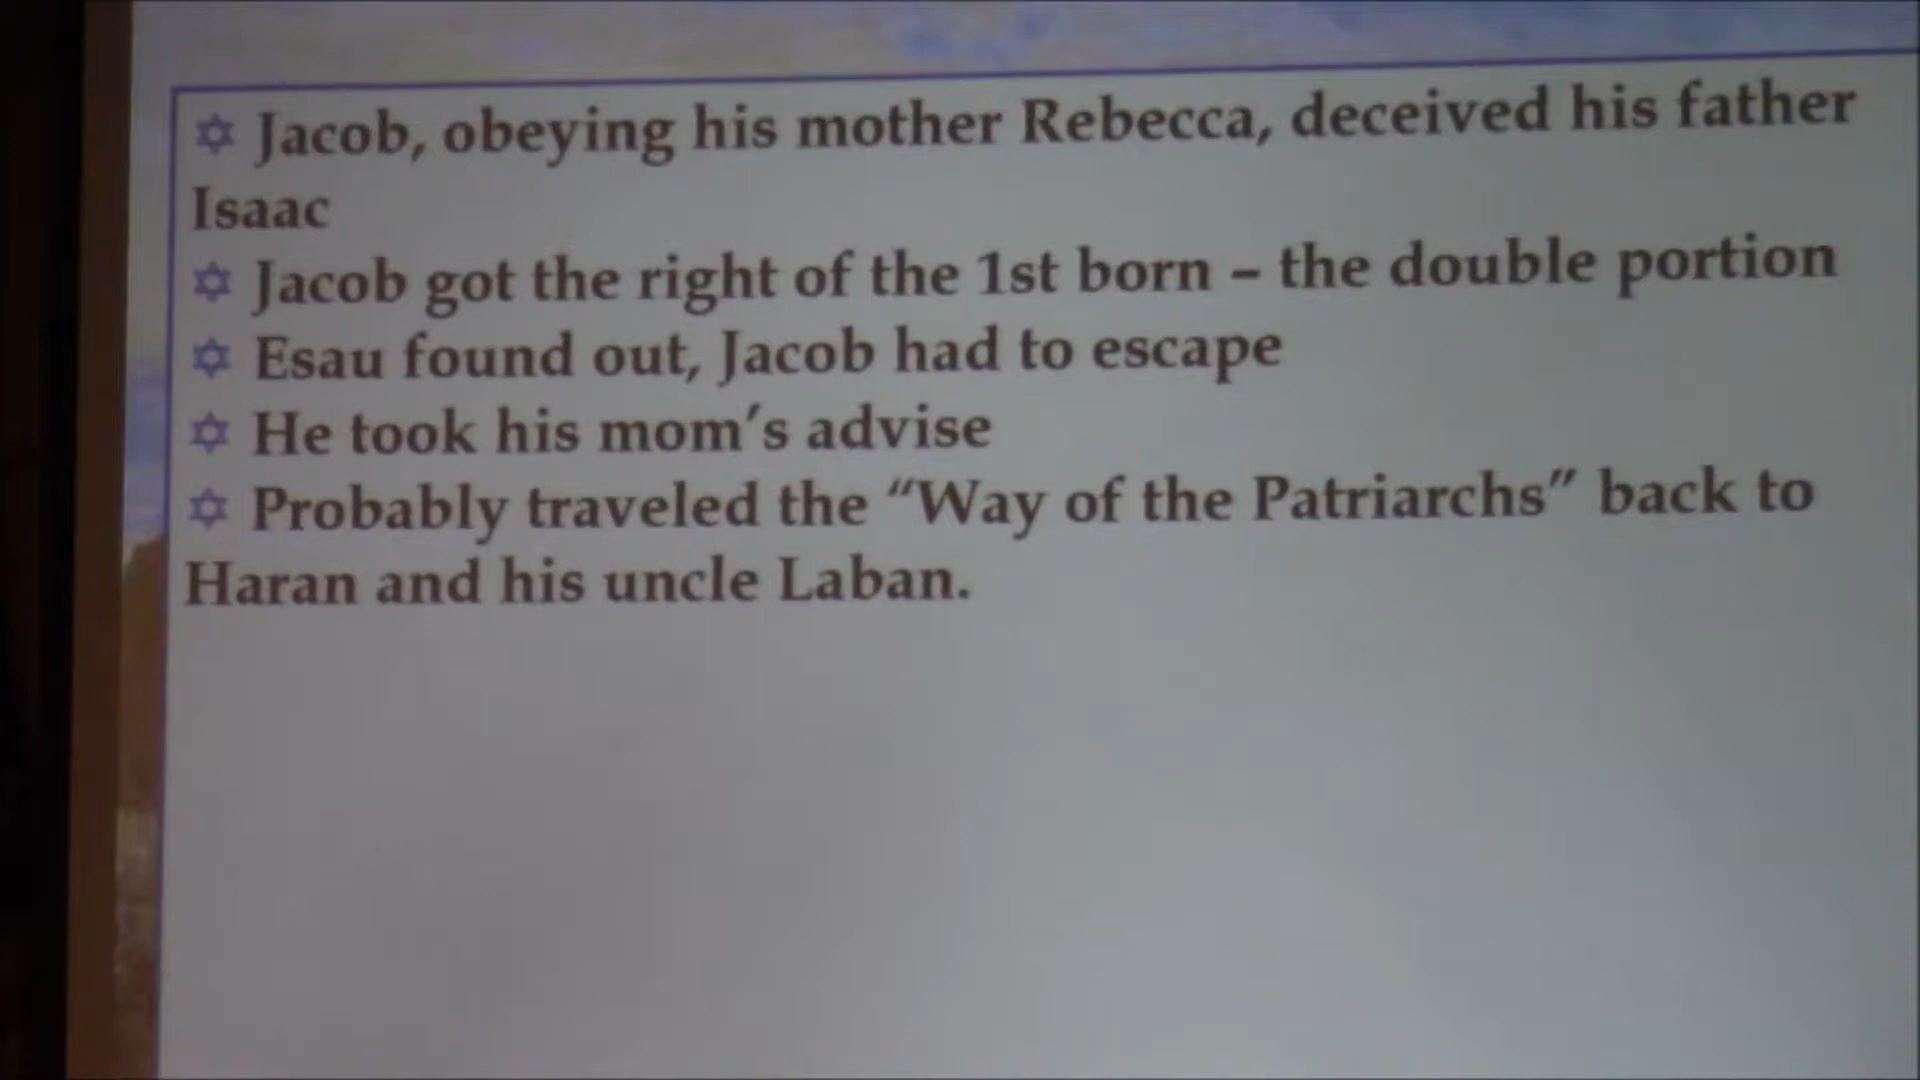 ✡ Jacob, obeying his mother Rebecca, deceived his father
Isaac
✡ Jacob got the right of the 1st born – the double portion
✡ Esau found out, Jacob had to escape
✡ He took his mom's advise
✡ Probably traveled the “Way of the Patriarchs” back to
Haran and his uncle Laban.